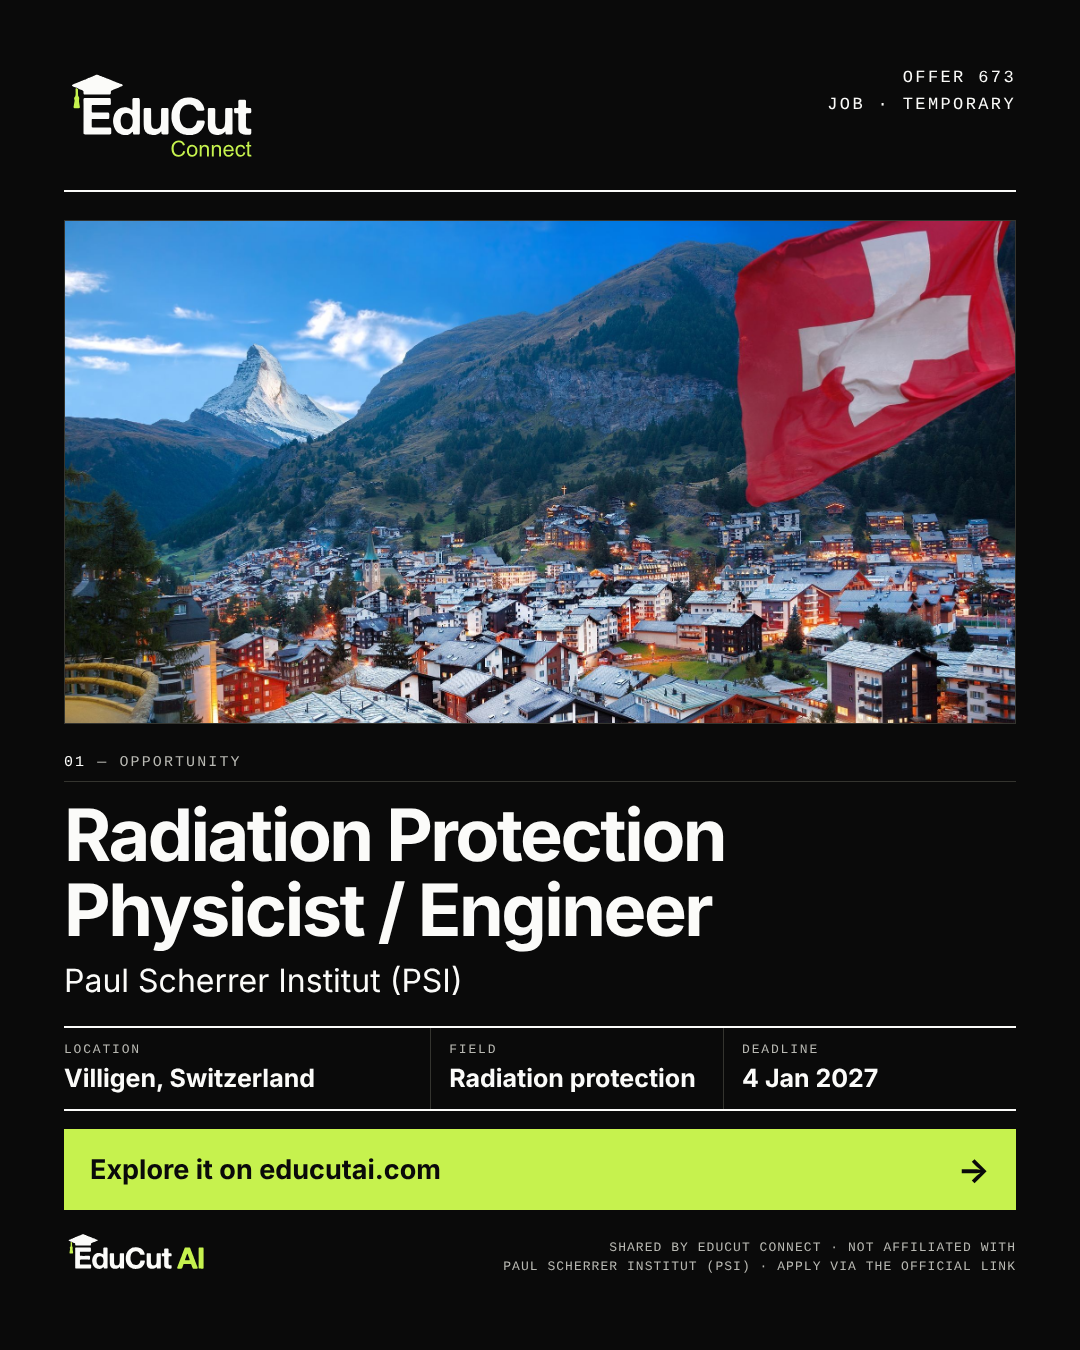 EduCut
Connect
OFFER 673
JOB · TEMPORARY
01 — OPPORTUNITY
Radiation Protection
Physicist / Engineer
Paul Scherrer Institut (PSI)
LOCATION
Villigen, Switzerland
FIELD
Radiation protection
DEADLINE
4 Jan 2027
Explore it on educutai.com →
EduCut AI
SHARED BY EDUCUT CONNECT · NOT AFFILIATED WITH
PAUL SCHERRER INSTITUT (PSI) · APPLY VIA THE OFFICIAL LINK